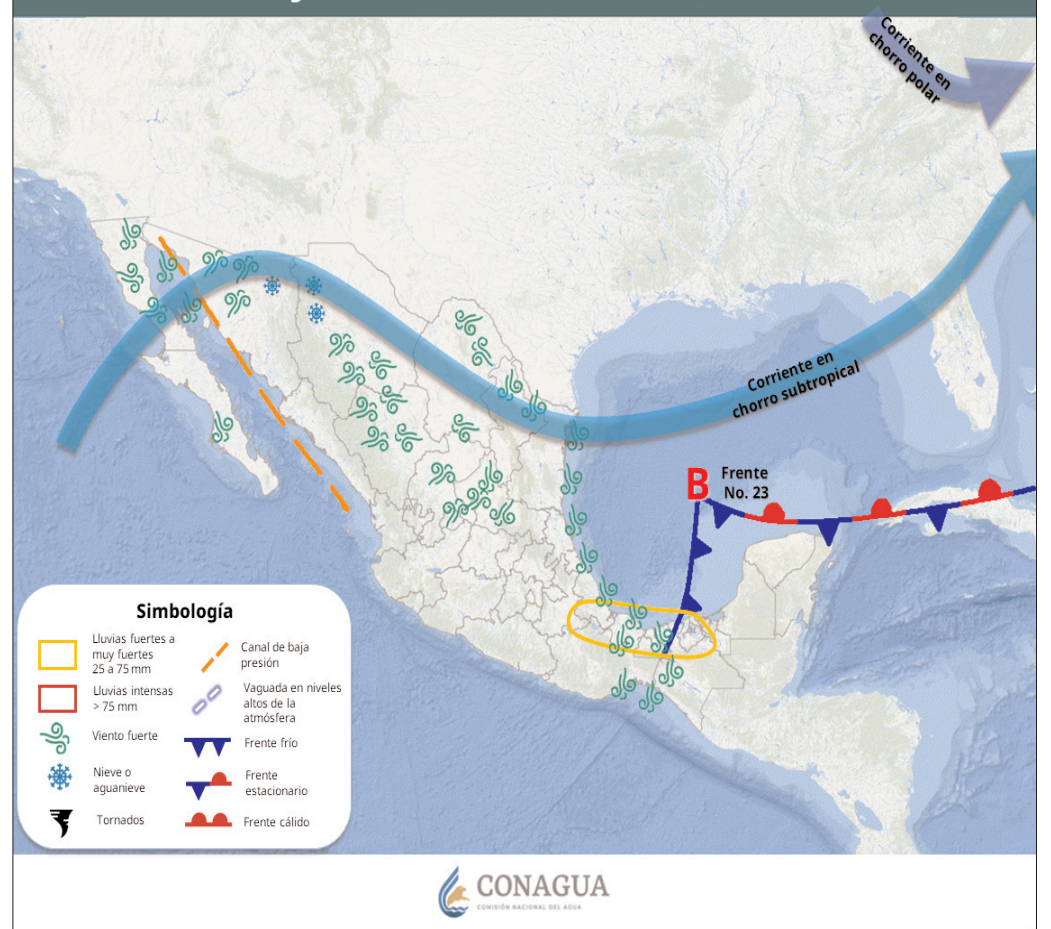 Corriente en
chorro polar
Corriente en
chorro subtropical
B
Frente
No. 23
Simbología
Lluvias fuertes a
muy fuertes
25 a 75 mm
Lluvias intensas
> 75 mm
Viento fuerte
Nieve o
aguanieve
Tornados
Canal de baja
presión
Vaguada en niveles
altos de la
atmósfera
Frente frío
Frente
estacionario
Frente cálido
CONAGUA
COMISIÓN NACIONAL DEL AGUA